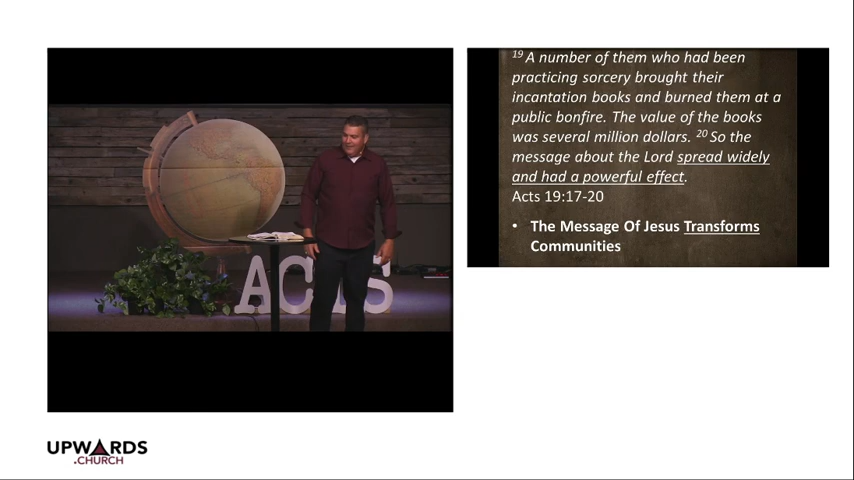 19 A number of them who had been
practicing sorcery brought their
incantation books and burned them at a
public bonfire. The value of the books
was several million dollars. 20 So the
message about the Lord spread widely
and had a powerful effect.
Acts 19:17-20
• The Message Of Jesus Transforms
Communities
ACTS
UPWARDS
.CHURCH